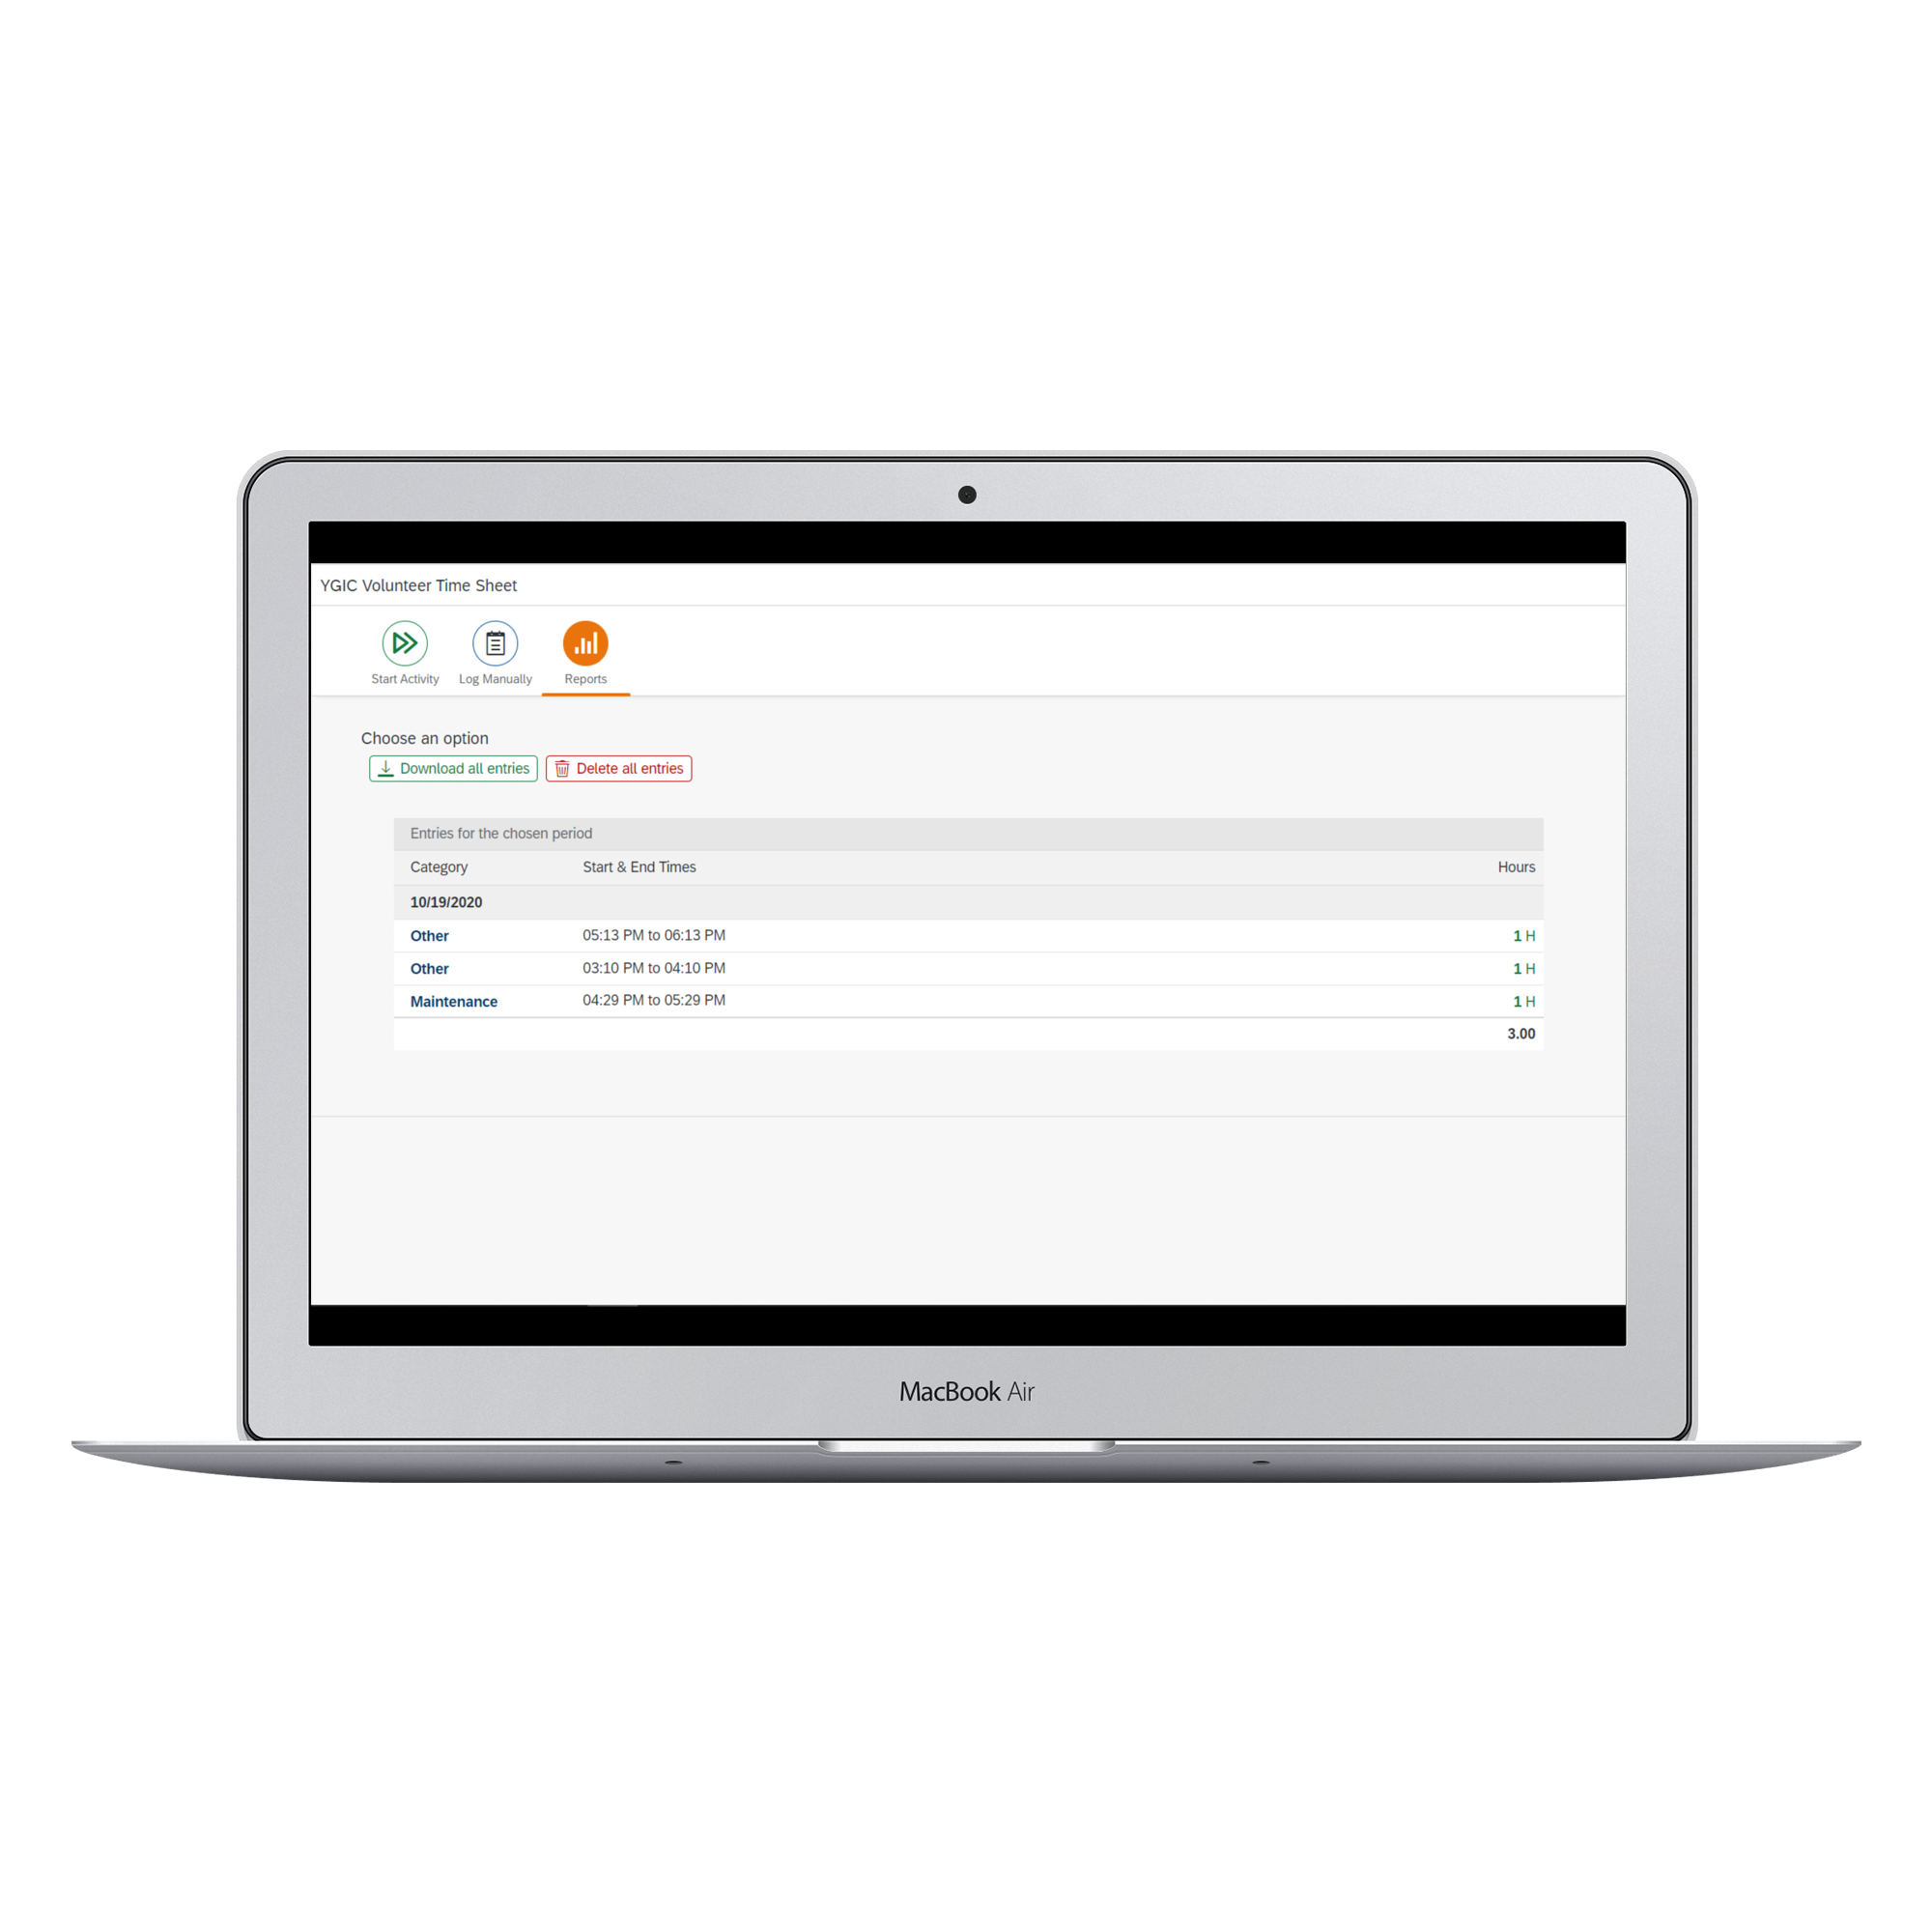 YGIC Volunteer Time Sheet
Start Activity Log Manually Reports
Choose an option
Download all entries Delete all entries
Entries for the chosen period
Category Start & End Times Hours
10/19/2020
Other 05:13 PM to 06:13 PM 1 H
Other 03:10 PM to 04:10 PM 1 H
Maintenance 04:29 PM to 05:29 PM 1 H
3.00
MacBook Air